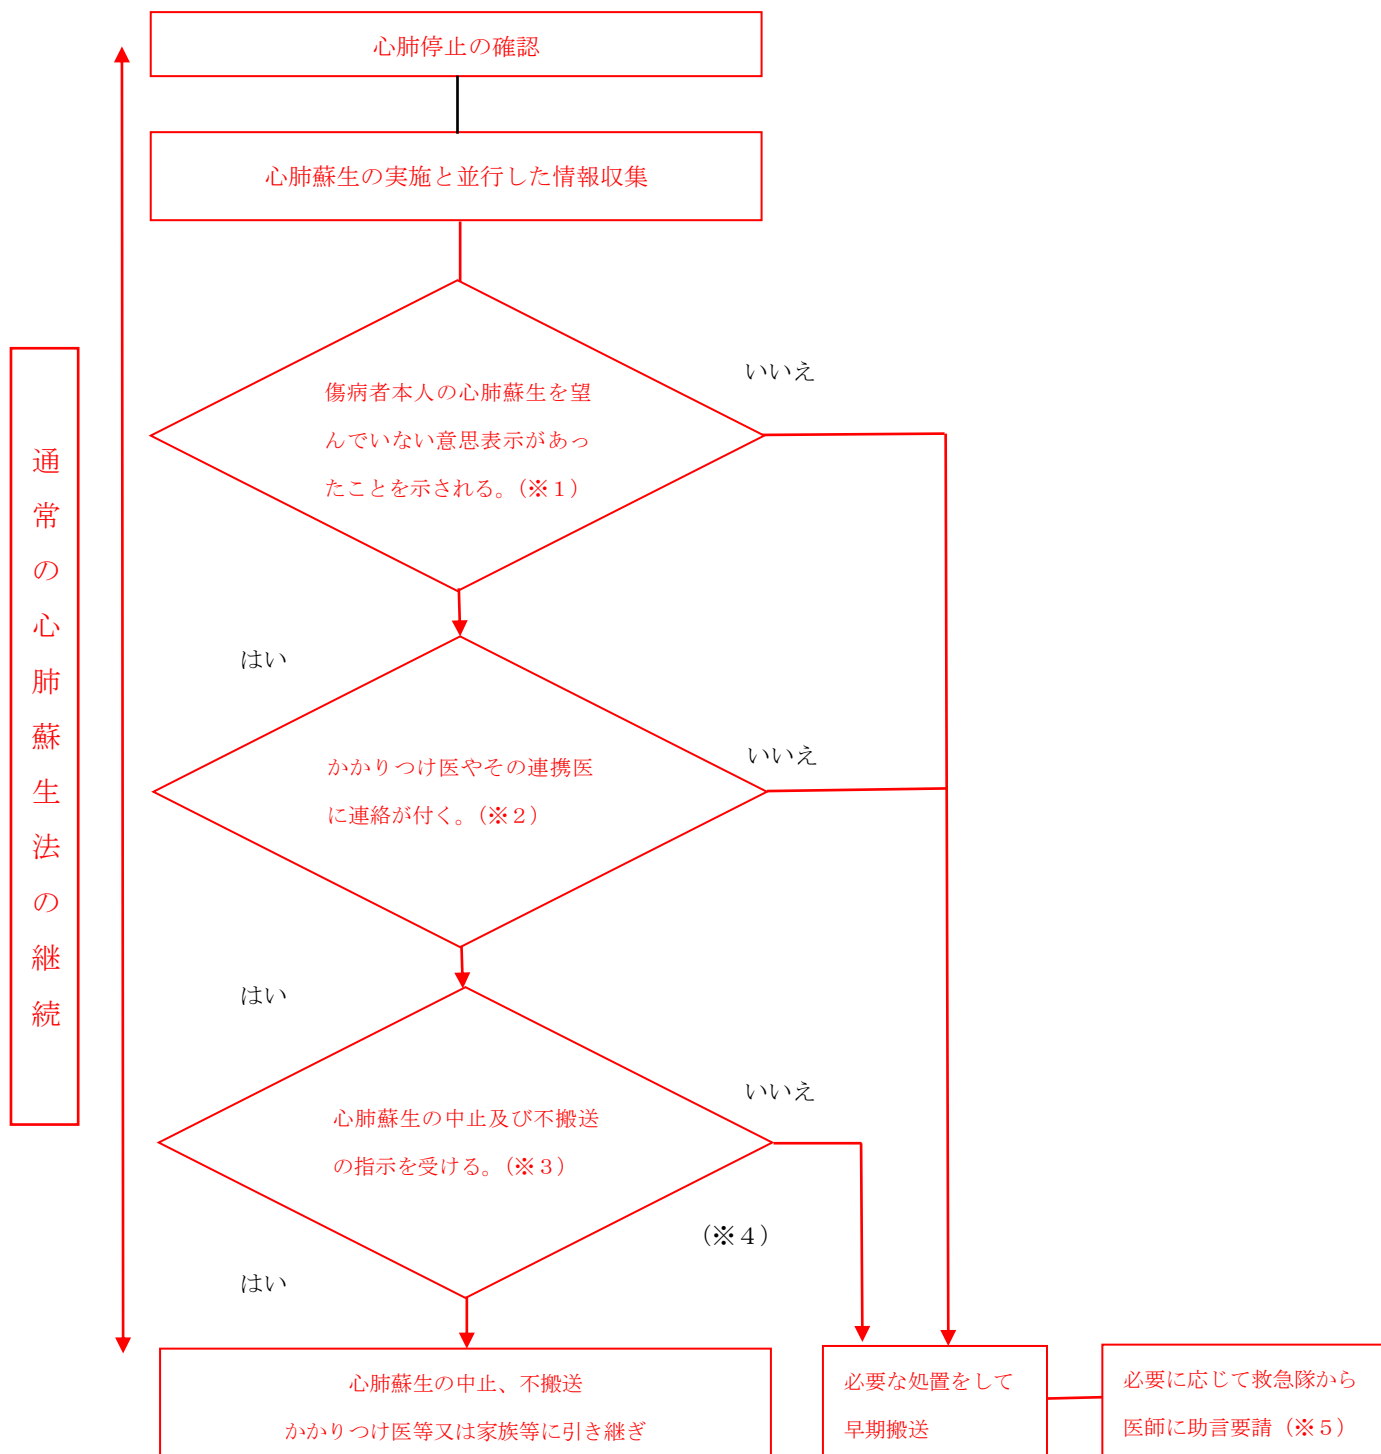 心肺停止の確認
心肺蘇生の実施と並行した情報収集
通常の心肺蘇生法の継続
傷病者本人の心肺蘇生を望
んでいない意思表示があっ
たことを示される。（※１）
いいえ
はい
かかりつけ医やその連携医
に連絡が付く。（※２）
いいえ
はい
心肺蘇生の中止及び不搬送
の指示を受ける。（※３）
いいえ
（※４）
はい
心肺蘇生の中止、不搬送
かかりつけ医等又は家族等に引き継ぎ
必要な処置をして
早期搬送
必要に応じて救急隊から
医師に助言要請（※５）